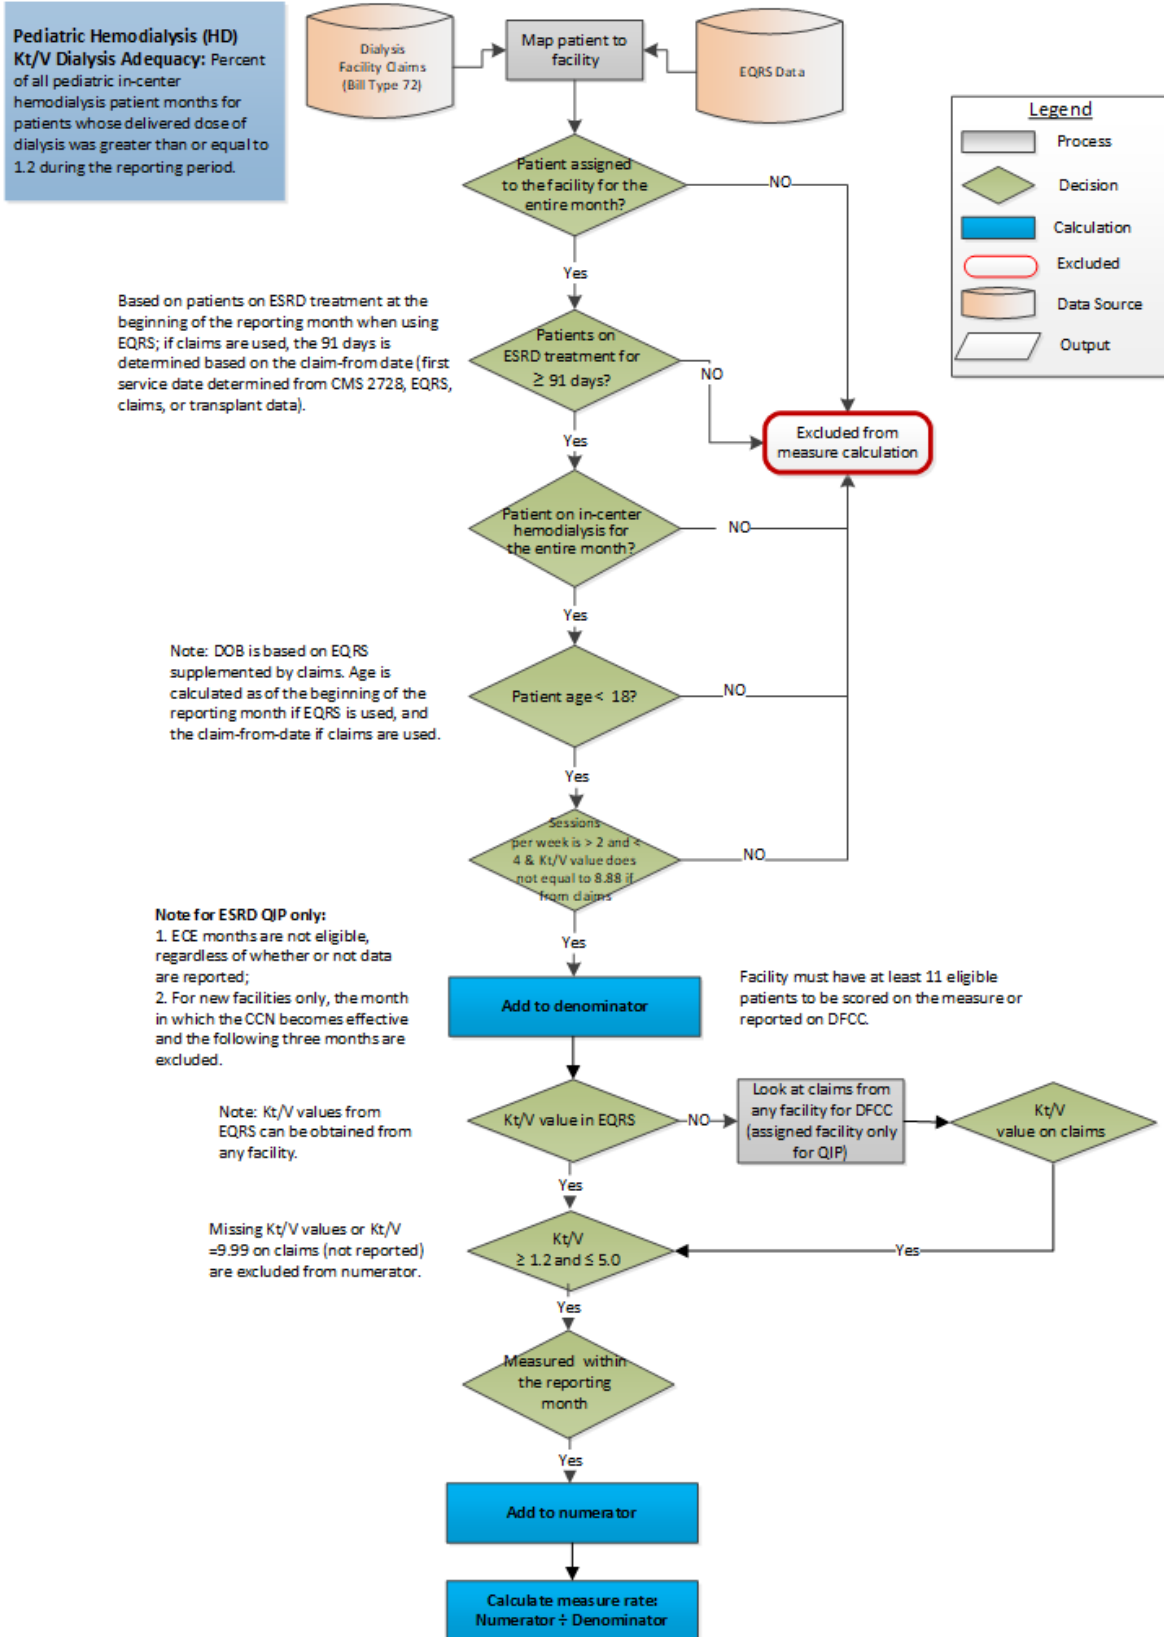 Pediatric Hemodialysis (HD)
Kt/V Dialysis Adequacy: Percent
of all pediatric in-center
hemodialysis patient months for
patients whose delivered dose of
dialysis was greater than or equal to
1.2 during the reporting period.
Dialysis
Facility Claims
(Bill Type 72)
Map patient to
facility
EQRS Data
Legend
Process
Decision
Calculation
Excluded
Data Source
Output
Patient assigned
to the facility for the
entire month?
NO
Yes
Based on patients on ESRD treatment at the
beginning of the reporting month when using
EQRS; if claims are used, the 91 days is
determined based on the claim-from date (first
service date determined from CMS 2728, EQRS,
claims, or transplant data).
Patients on
ESRD treatment for
≥ 91 days?
NO
Yes
Excluded from
measure calculation
Patient on in-center
hemodialysis for
the entire month?
NO
Yes
Note: DOB is based on EQRS
supplemented by claims. Age is
calculated as of the beginning of the
reporting month if EQRS is used, and
the claim-from-date if claims are used.
Patient age < 18?
NO
Yes
Sessions
per week is > 2 and <
4 & Kt/V value does
not equal to 8.88 if
from claims
NO
Yes
Note for ESRD QIP only:
1. ECE months are not eligible,
regardless of whether or not data
are reported;
2. For new facilities only, the month
in which the CCN becomes effective
and the following three months are
excluded.
Add to denominator
Facility must have at least 11 eligible
patients to be scored on the measure or
reported on DFCC.
Note: Kt/V values from
EQRS can be obtained from
any facility.
Kt/V value in EQRS
NO
Look at claims from
any facility for DFCC
(assigned facility only
for QIP)
Kt/V
value on claims
Yes
Missing Kt/V values or Kt/V
=9.99 on claims (not reported)
are excluded from numerator.
Kt/V
≥ 1.2 and ≤ 5.0
Yes
Yes
Measured within
the reporting
month
Yes
Add to numerator
Calculate measure rate:
Numerator ÷ Denominator